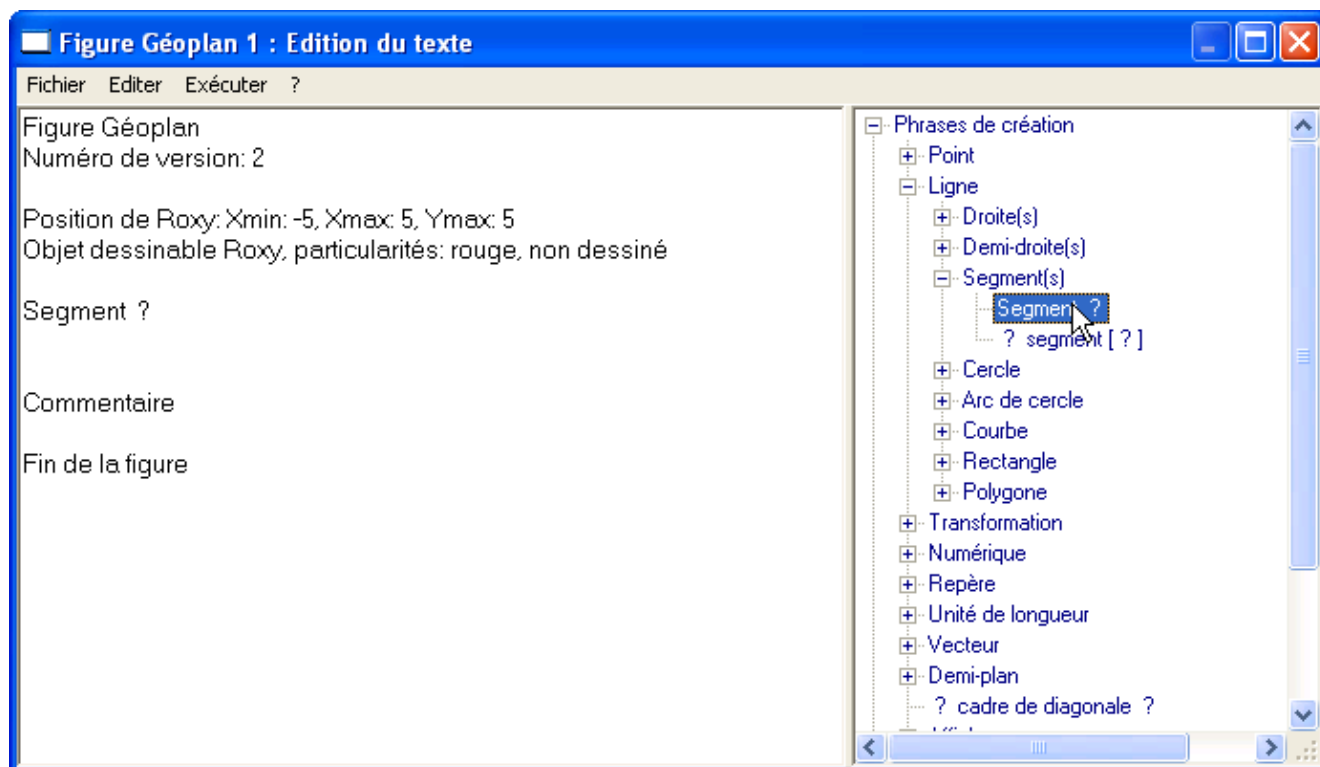 Figure Géoplan 1 : Edition du texte
Fichier Editer Exécuter ?
Figure Géoplan
Numéro de version: 2
Position de Roxy: Xmin: -5, Xmax: 5, Ymax: 5
Objet dessinable Roxy, particularités: rouge, non dessiné
Segment ?
Commentaire
Fin de la figure
Phrases de création
Point
Ligne
Droite(s)
Demi-droite(s)
Segment(s)
Segment ?
? segment [ ? ]
Cercle
Arc de cercle
Courbe
Rectangle
Polygone
Transformation
Numérique
Repère
Unité de longueur
Vecteur
Demi-plan
? cadre de diagonale ?